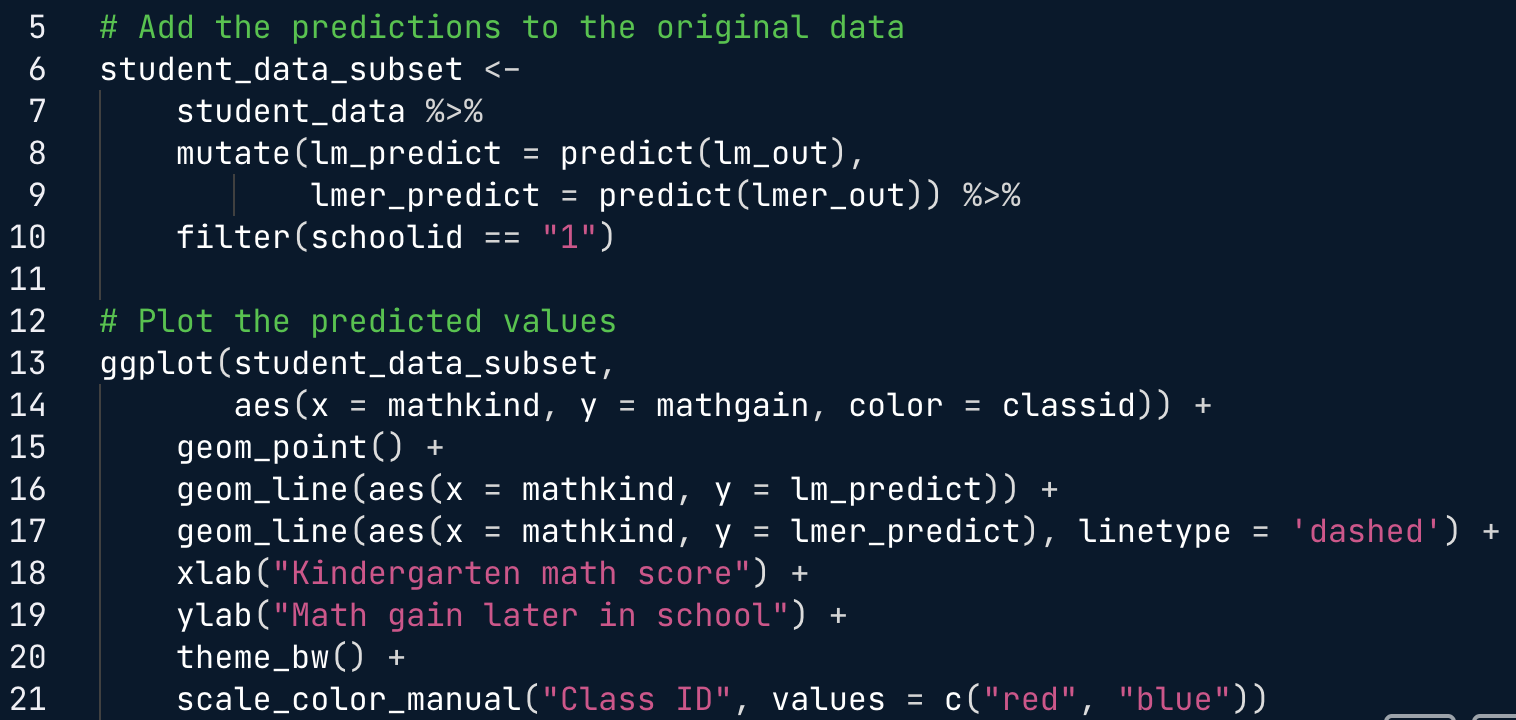 5 # Add the predictions to the original data
6 student_data_subset <-
7     student_data %>%
8     mutate(lm_predict = predict(lm_out),
9            lmer_predict = predict(lmer_out)) %>%
10     filter(schoolid == "1")
11
12 # Plot the predicted values
13 ggplot(student_data_subset,
14        aes(x = mathkind, y = mathgain, color = classid)) +
15     geom_point() +
16     geom_line(aes(x = mathkind, y = lm_predict)) +
17     geom_line(aes(x = mathkind, y = lmer_predict), linetype = 'dashed') +
18     xlab("Kindergarten math score") +
19     ylab("Math gain later in school") +
20     theme_bw() +
21     scale_color_manual("Class ID", values = c("red", "blue"))